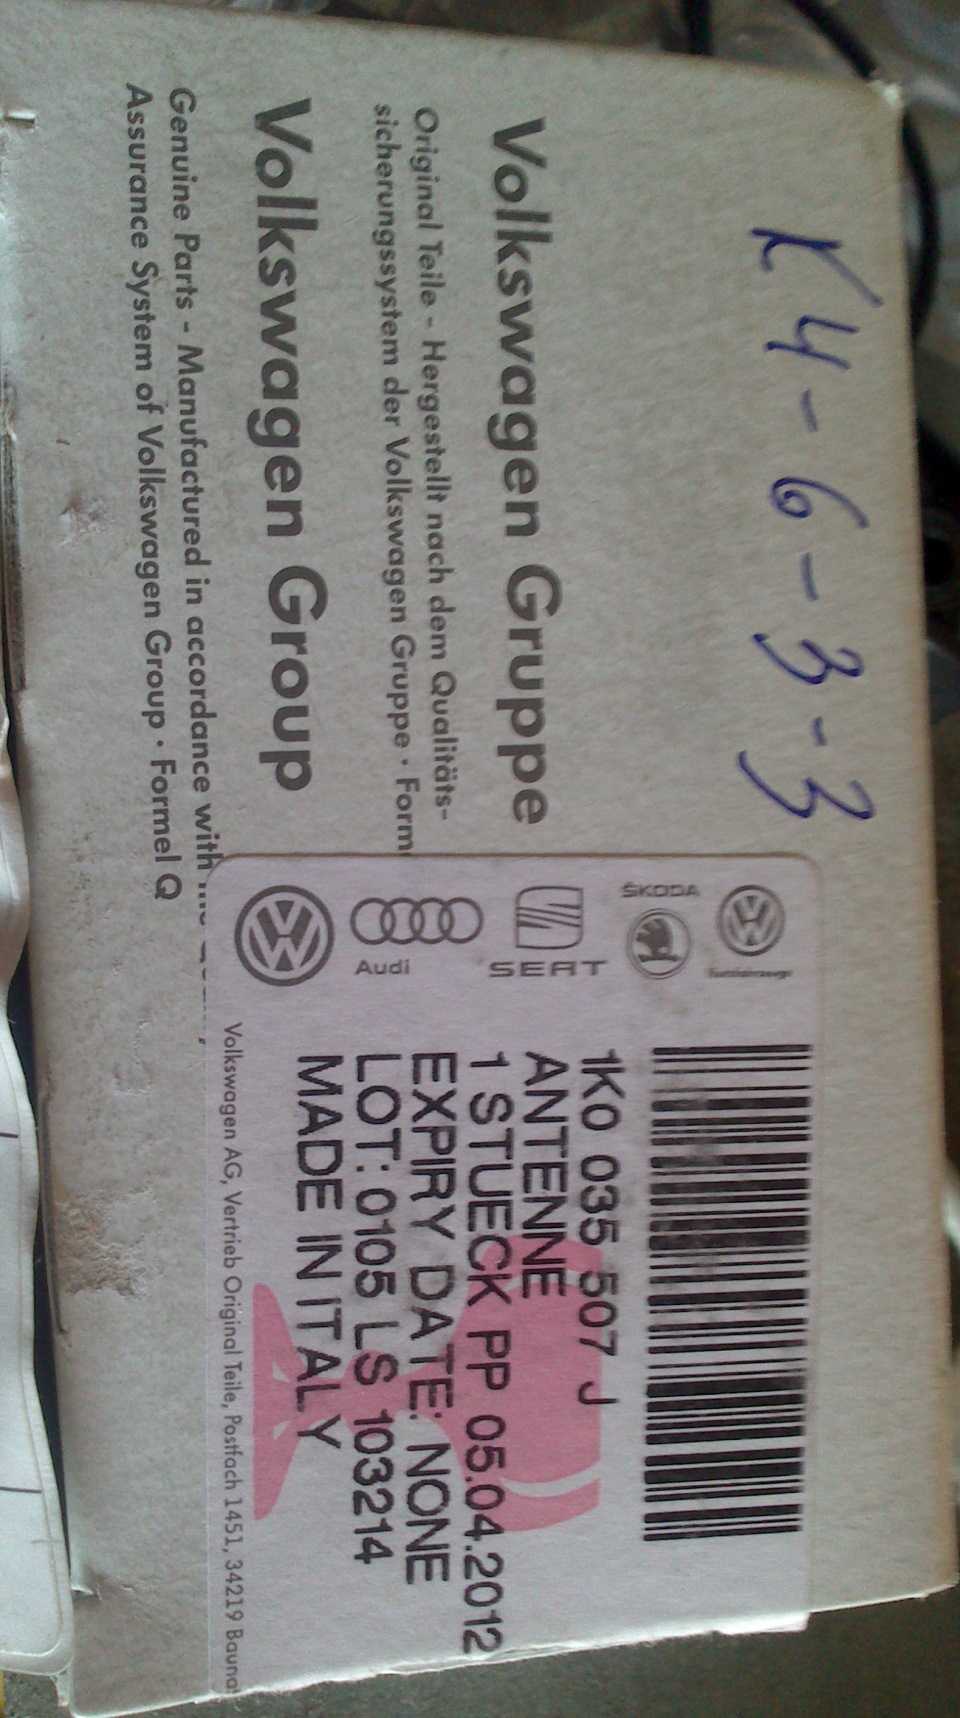 K4-6-3-3
Volkswagen Gruppe
Original Teile - Hergestellt nach dem Qualitäts-
sicherungssystem der Volkswagen Gruppe · Form
Volkswagen Group
Genuine Parts - Manufactured in accordance with
Assurance System of Volkswagen Group · Formel Q
ŠKODA
SEAT
Audi
1K0 035 507 J
ANTENNE
1 STUECK PP 05.04.2012
EXPIRY DATE: NONE
LOT: 0105 LS 103214
MADE IN ITALY
Volkswagen AG, Vertrieb Original Teile, Postfach 1451, 34219 Baunat